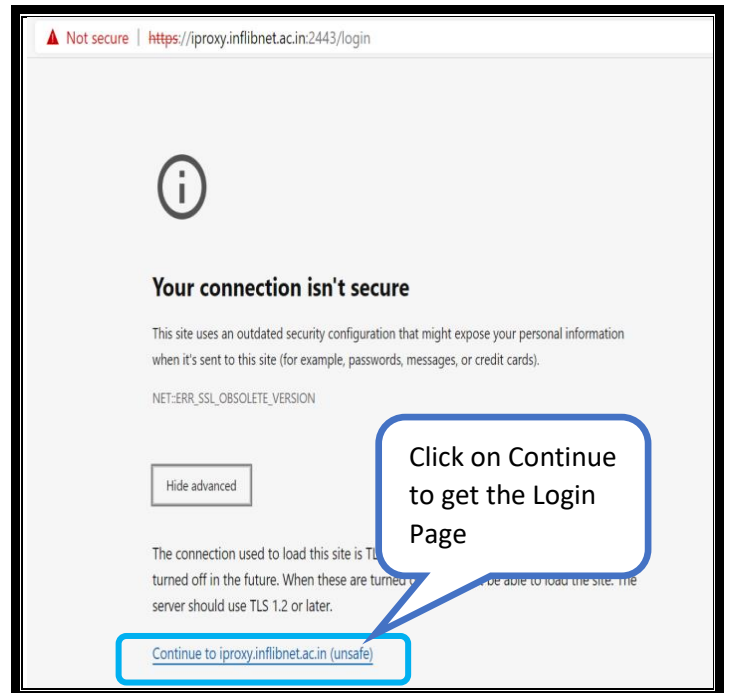 Not secure | https://iproxy.inflibnet.ac.in:2443/login
Your connection isn't secure
This site uses an outdated security configuration that might expose your personal information
when it's sent to this site (for example, passwords, messages, or credit cards).
NET::ERR_SSL_OBSOLETE_VERSION
Click on Continue
to get the Login
Page
Hide advanced
The connection used to load this site is
turned off in the future. When these are turned be able to load the site. The
server should use TLS 1.2 or later.
Continue to iproxy.inflibnet.ac.in (unsafe)